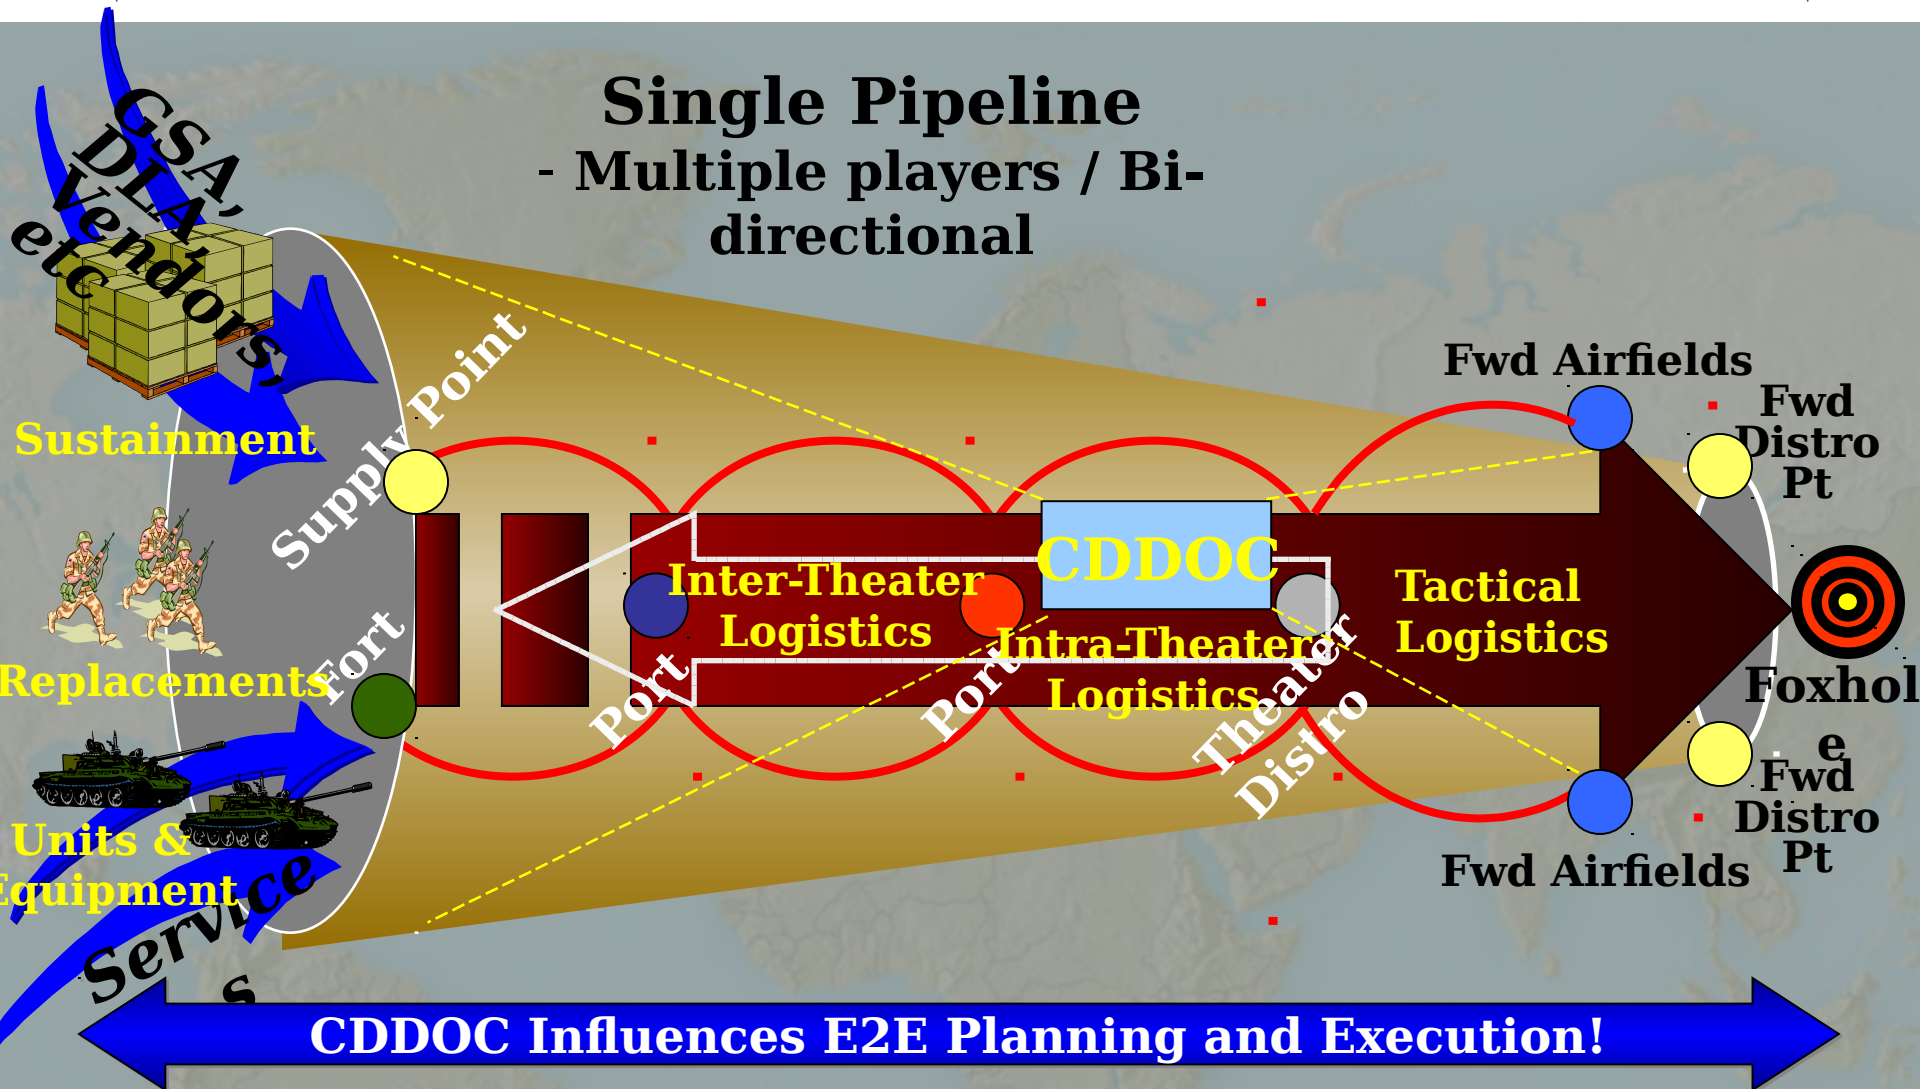 Single Pipeline
- Multiple players / Bi-
directional
GSA,
DLA,
Vendors,
etc
Sustainment
Supply Point
Replacements
Fort
Units &
Equipment
Services
Port
Inter-Theater
Logistics
Port
CDDOC
Intra-Theater
Logistics
Theater
Distro
Tactical
Logistics
Fwd Airfields
Fwd
Distro
Pt
Foxhol
e
Fwd
Distro
Pt
Fwd Airfields
CDDOC Influences E2E Planning and Execution!